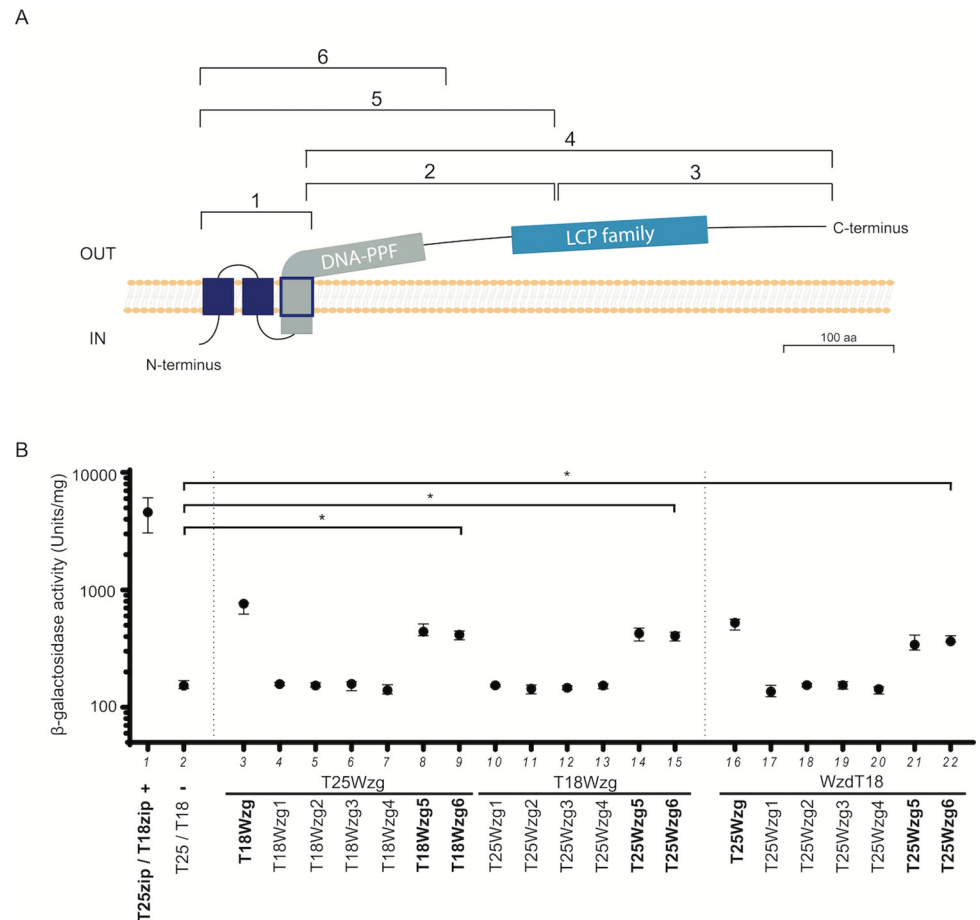 A
6
5
4
2
3
1
OUT
DNA-PPF
LCP family
C-terminus
IN
N-terminus
100 aa
B
β-galactosidase activity (Units/mg)
10000
1000
100
*
*
*
1 2 3 4 5 6 7 8 9 10 11 12 13 14 15 16 17 18 19 20 21 22
T25Wzg
T18Wzg
WzdT18
T25zip / T18zip +
T25 / T18 -
T18Wzg
T18Wzg1
T18Wzg2
T18Wzg3
T18Wzg4
T18Wzg5
T18Wzg6
T25Wzg1
T25Wzg2
T25Wzg3
T25Wzg4
T25Wzg5
T25Wzg6
T25Wzg
T25Wzg1
T25Wzg2
T25Wzg3
T25Wzg4
T25Wzg5
T25Wzg6